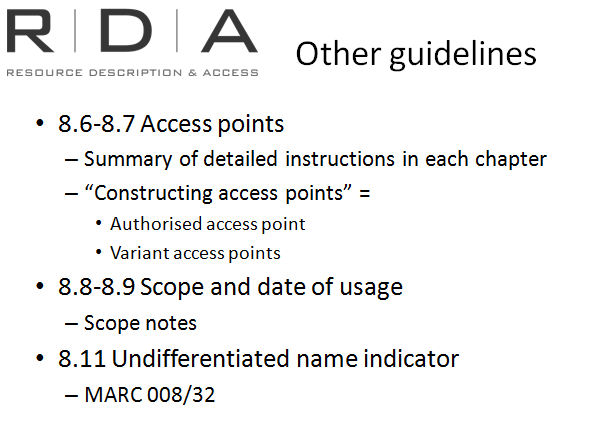 R | D | A
RESOURCE DESCRIPTION & ACCESS
Other guidelines
• 8.6-8.7 Access points
– Summary of detailed instructions in each chapter
– “Constructing access points” =
• Authorised access point
• Variant access points
• 8.8-8.9 Scope and date of usage
– Scope notes
• 8.11 Undifferentiated name indicator
– MARC 008/32